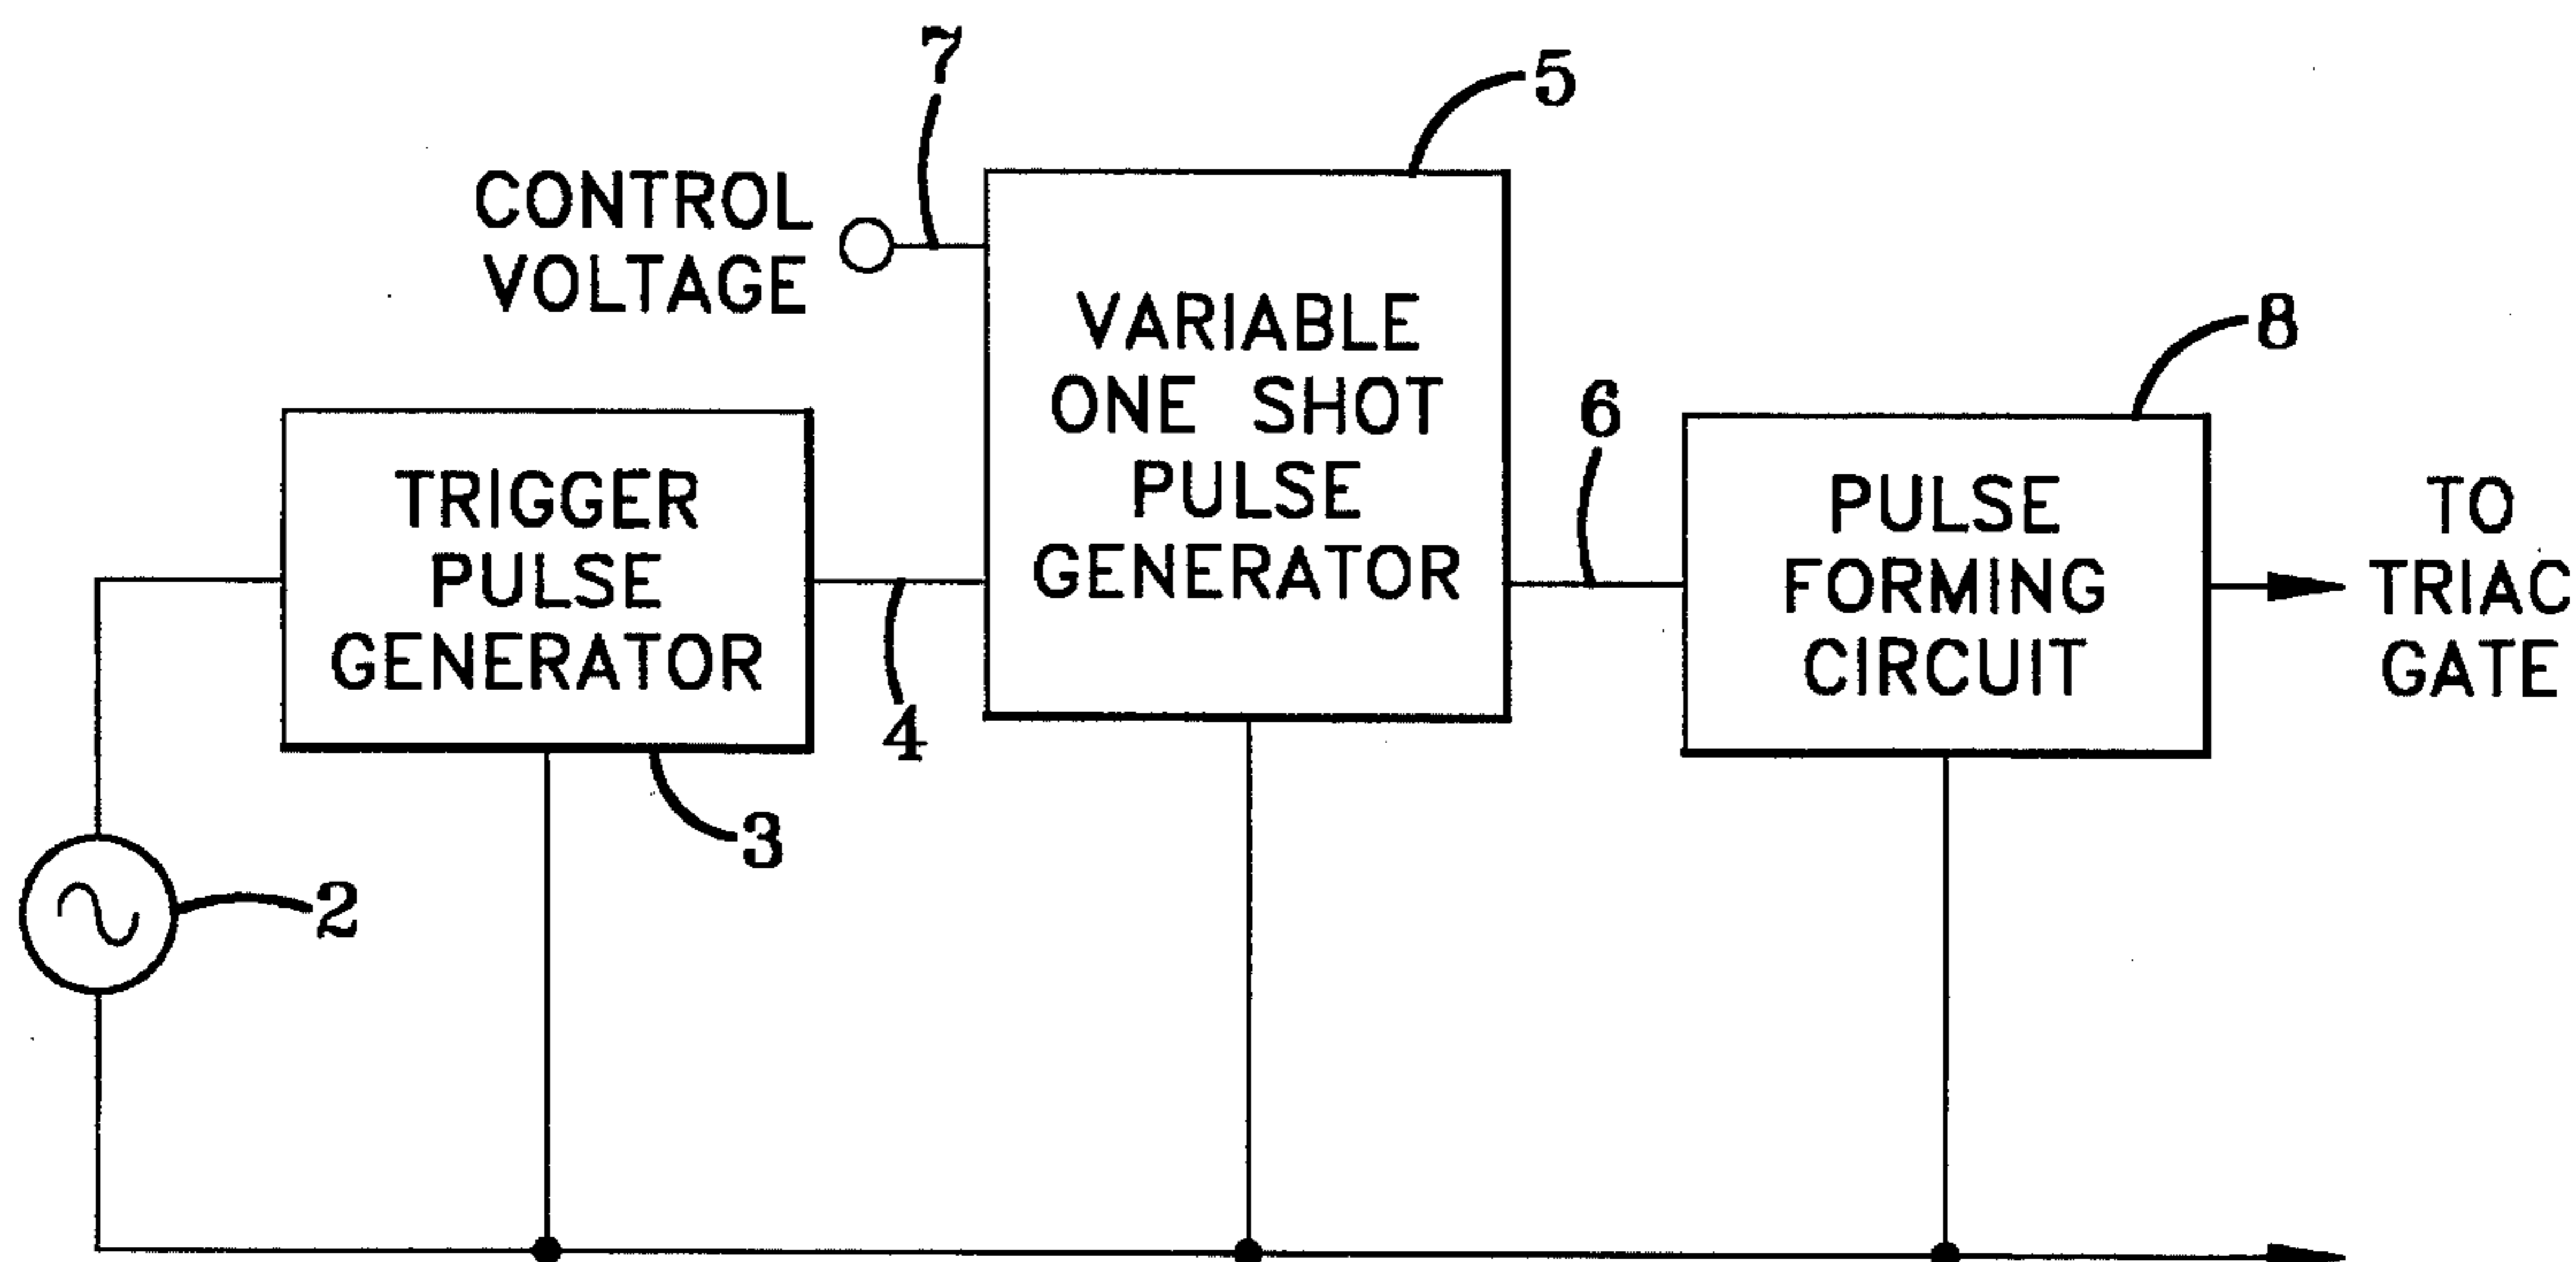 7
5
CONTROL
VOLTAGE
VARIABLE
ONE SHOT
PULSE
GENERATOR
8
6
TRIGGER
PULSE
GENERATOR
PULSE
FORMING
CIRCUIT
TO
TRIAC
GATE
4
3
2